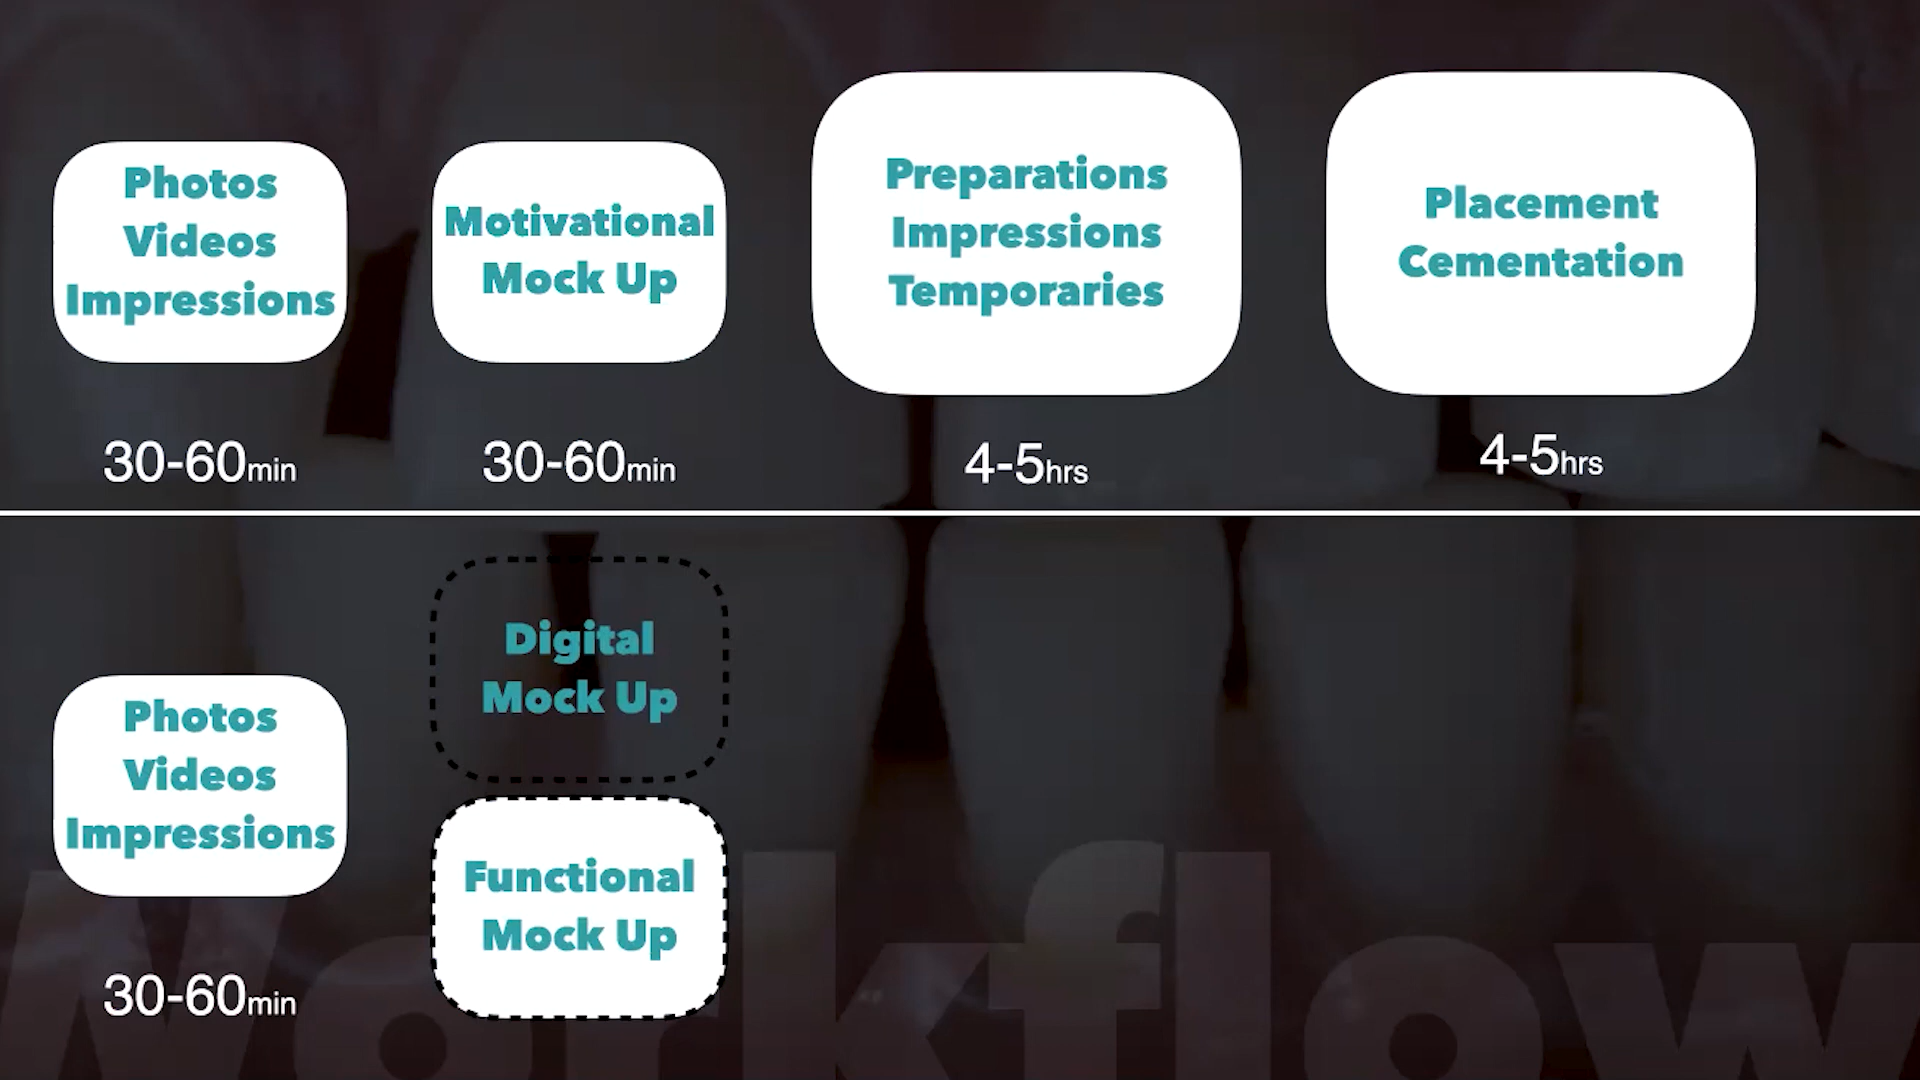 Photos
Videos
Impressions
Motivational
Mock Up
Preparations
Impressions
Temporaries
Placement
Cementation
30-60min
30-60min
4-5hrs
4-5hrs
Photos
Videos
Impressions
30-60min
Digital
Mock Up
Functional
Mock Up
Workflow